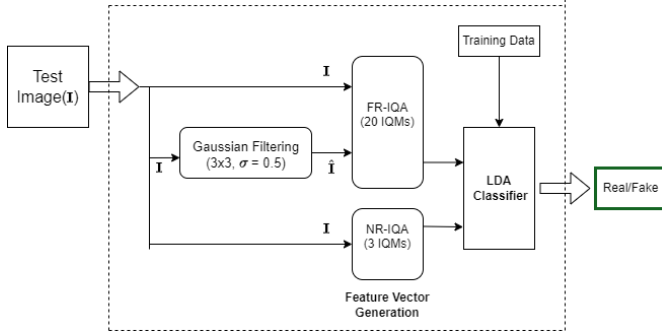 Test
Image(I)
I
Gaussian Filtering
(3x3, σ = 0.5)
I
Î
FR-IQA
(20 IQMs)
Training Data
LDA
Classifier
Real/Fake
I
NR-IQA
(3 IQMs)
Feature Vector
Generation